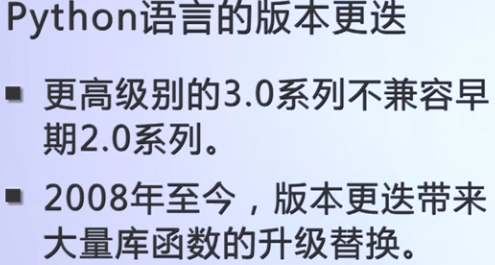 Python语言的版本更迭
■ 更高级别的3.0系列不兼容早
期2.0系列。
■ 2008年至今，版本更迭带来
大量库函数的升级替换。